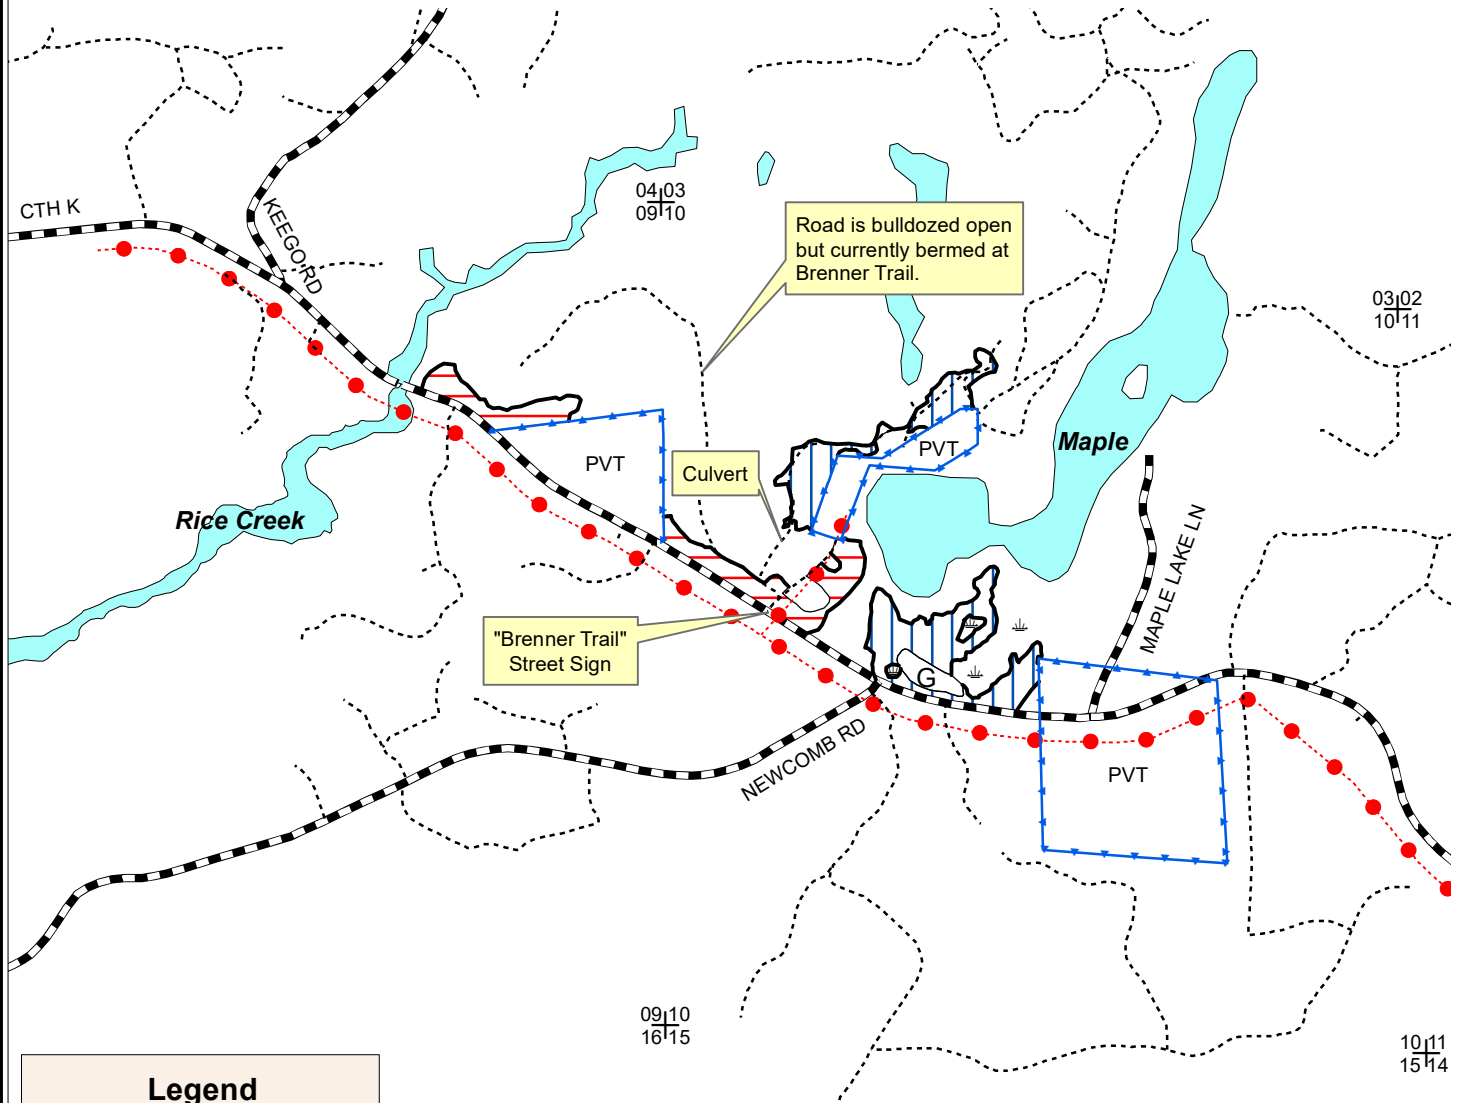 04 03
09 10
CTH K
KEEGO RD
Road is bulldozed open
but currently bermed at
Brenner Trail.
03 02
10 11
Maple
PVT
PVT
Culvert
Rice Creek
MAPLE LAKE LN
"Brenner Trail"
Street Sign
G
NEWCOMB RD
PVT
09 10
16 15
10 11
15 14
Legend